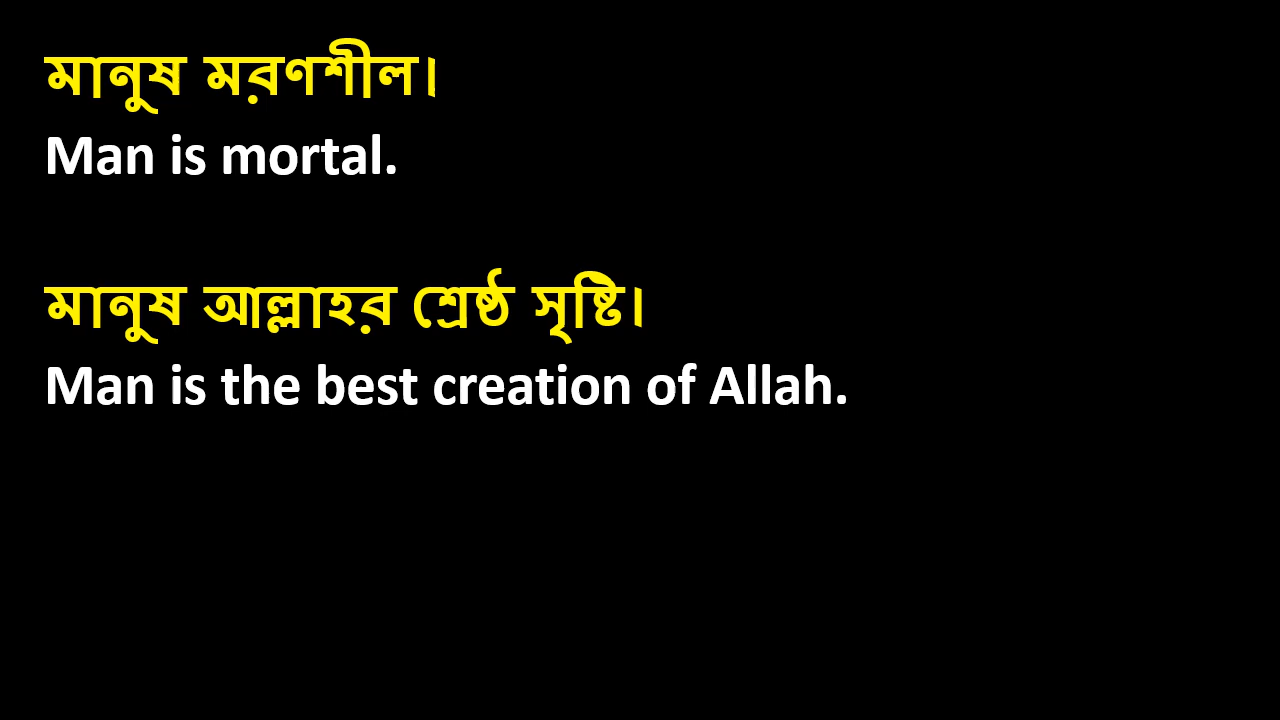 মানুষ মরণশীল।
Man is mortal.
মানুষ আল্লাহর শ্রেষ্ঠ সৃষ্টি।
Man is the best creation of Allah.